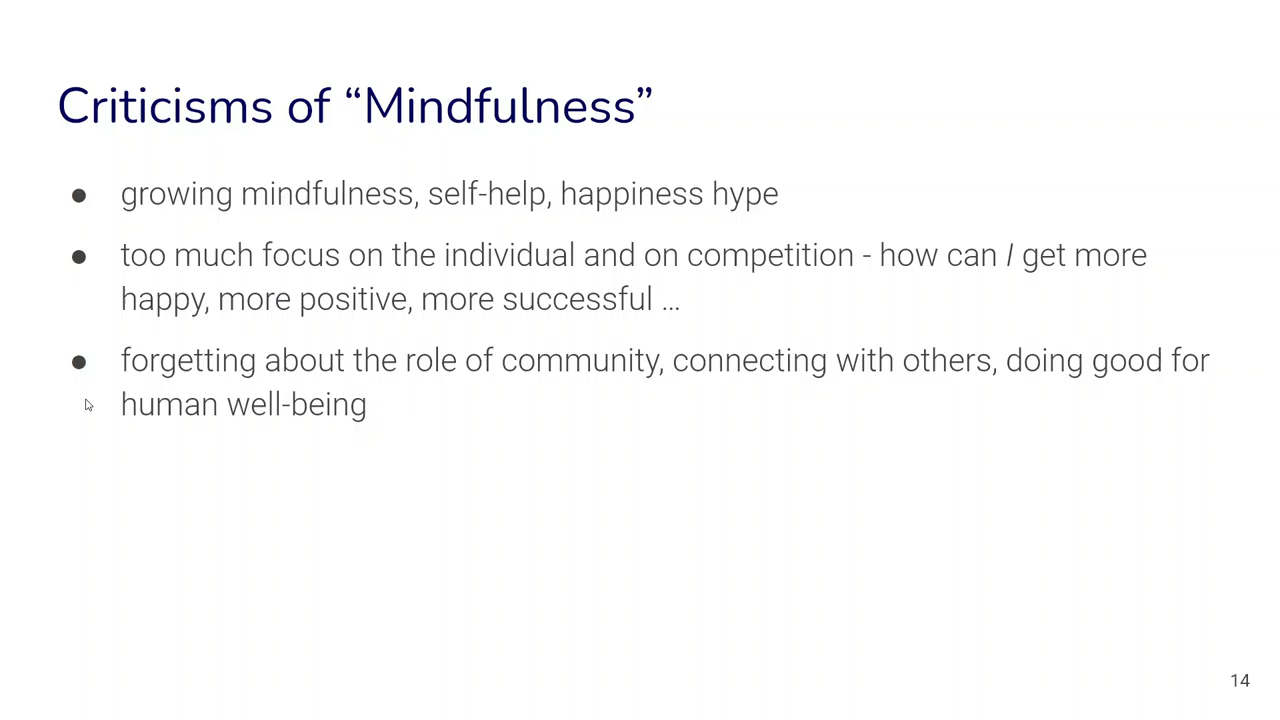 Criticisms of “Mindfulness”
● growing mindfulness, self-help, happiness hype
● too much focus on the individual and on competition - how can I get more
happy, more positive, more successful ...
● forgetting about the role of community, connecting with others, doing good for
human well-being
14